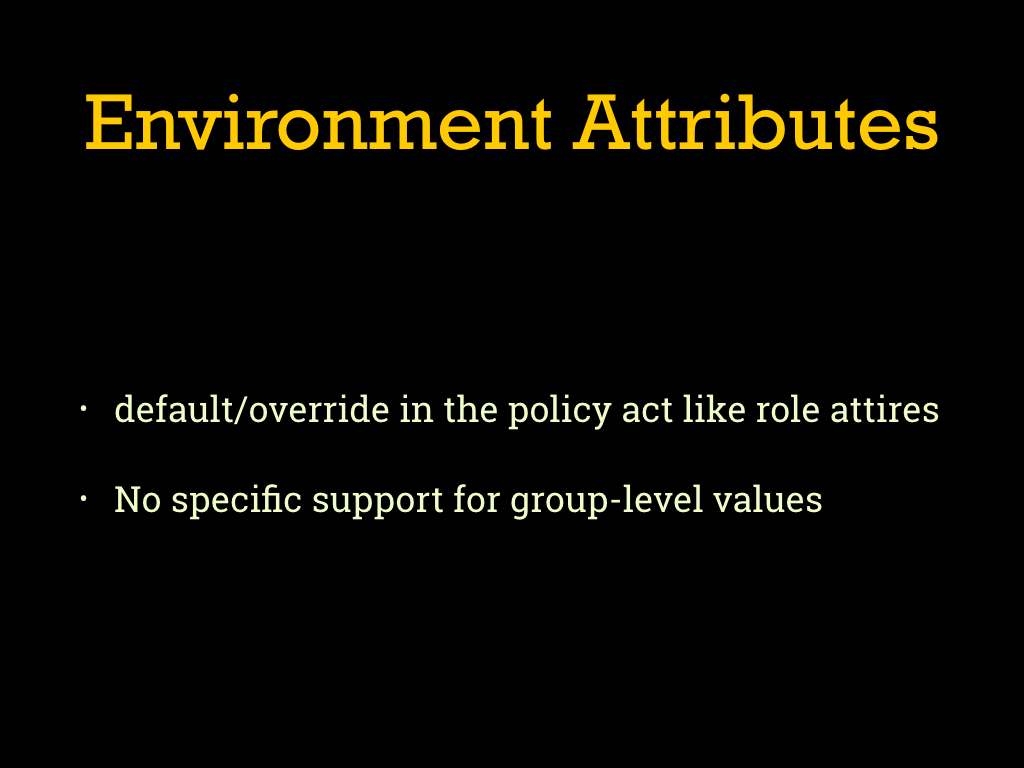 Environment Attributes
• default/override in the policy act like role attires
• No specific support for group-level values